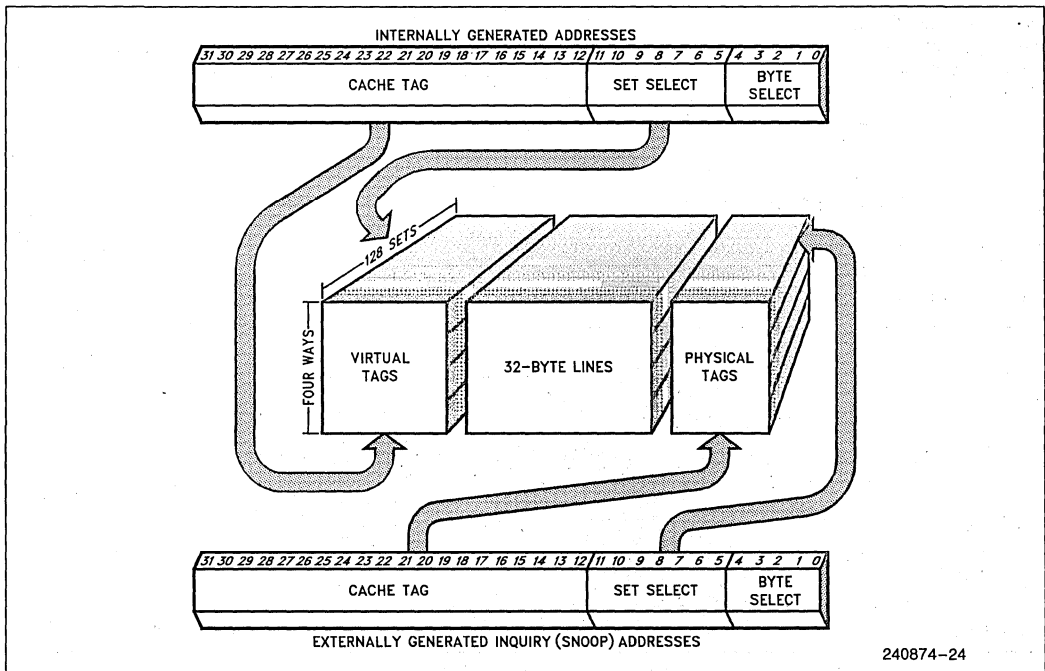 INTERNALLY GENERATED ADDRESSES
31 30 29 28 27 26 25 24 23 22 21 20 19 18 17 16 15 14 13 12 11 10 9 8 7 6 5 4 3 2 1 0
CACHE TAG
SET SELECT
BYTE
SELECT
128 SETS
FOUR WAYS
VIRTUAL
TAGS
32-BYTE LINES
PHYSICAL
TAGS
31 30 29 28 27 26 25 24 23 22 21 20 19 18 17 16 15 14 13 12 11 10 9 8 7 6 5 4 3 2 1 0
CACHE TAG
SET SELECT
BYTE
SELECT
EXTERNALLY GENERATED INQUIRY (SNOOP) ADDRESSES
240874-24